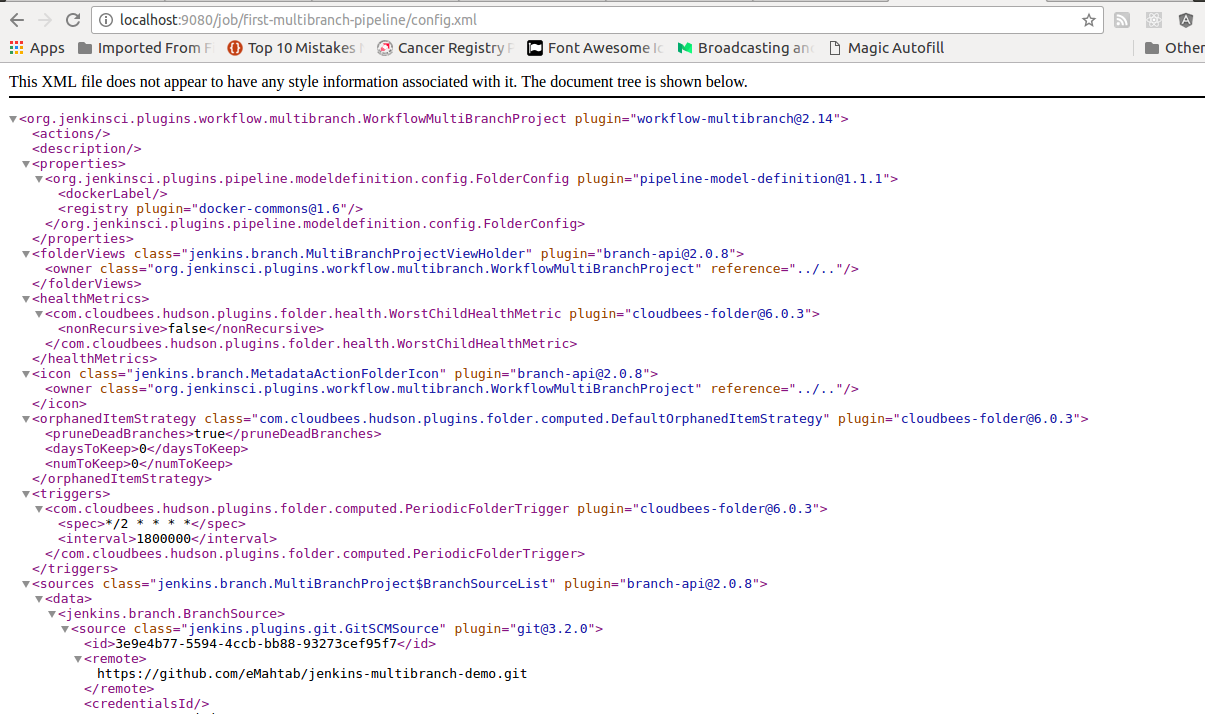 localhost:9080/job/first-multibranch-pipeline/config.xml
Apps Imported From F Top 10 Mistakes Cancer Registry P Font Awesome Ic Broadcasting an Magic Autofill Other
This XML file does not appear to have any style information associated with it. The document tree is shown below.
▼<org.jenkinsci.plugins.workflow.multibranch.WorkflowMultiBranchProject plugin="workflow-multibranch@2.14">
<actions/>
<description/>
▼<properties>
▼<org.jenkinsci.plugins.pipeline.modeldefinition.config.FolderConfig plugin="pipeline-model-definition@1.1.1">
<dockerLabel/>
<registry plugin="docker-commons@1.6"/>
</org.jenkinsci.plugins.pipeline.modeldefinition.config.FolderConfig>
</properties>
▼<folderViews class="jenkins.branch.MultiBranchProjectViewHolder" plugin="branch-api@2.0.8">
<owner class="org.jenkinsci.plugins.workflow.multibranch.WorkflowMultiBranchProject" reference="../.."/>
</folderViews>
▼<healthMetrics>
▼<com.cloudbees.hudson.plugins.folder.health.WorstChildHealthMetric plugin="cloudbees-folder@6.0.3">
<nonRecursive>false</nonRecursive>
</com.cloudbees.hudson.plugins.folder.health.WorstChildHealthMetric>
</healthMetrics>
▼<icon class="jenkins.branch.MetadataActionFolderIcon" plugin="branch-api@2.0.8">
<owner class="org.jenkinsci.plugins.workflow.multibranch.WorkflowMultiBranchProject" reference="../.."/>
</icon>
▼<orphanedItemStrategy class="com.cloudbees.hudson.plugins.folder.computed.DefaultOrphanedItemStrategy" plugin="cloudbees-folder@6.0.3">
<pruneDeadBranches>true</pruneDeadBranches>
<daysToKeep>0</daysToKeep>
<numToKeep>0</numToKeep>
</orphanedItemStrategy>
▼<triggers>
▼<com.cloudbees.hudson.plugins.folder.computed.PeriodicFolderTrigger plugin="cloudbees-folder@6.0.3">
<spec>*/2 * * * *</spec>
<interval>1800000</interval>
</com.cloudbees.hudson.plugins.folder.computed.PeriodicFolderTrigger>
</triggers>
▼<sources class="jenkins.branch.MultiBranchProject$BranchSourceList" plugin="branch-api@2.0.8">
▼<data>
▼<jenkins.branch.BranchSource>
▼<source class="jenkins.plugins.git.GitSCMSource" plugin="git@3.2.0">
<id>3e9e4b77-5594-4ccb-bb88-93273cef95f7</id>
▼<remote>
https://github.com/eMahtab/jenkins-multibranch-demo.git
</remote>
<credentialsId/>